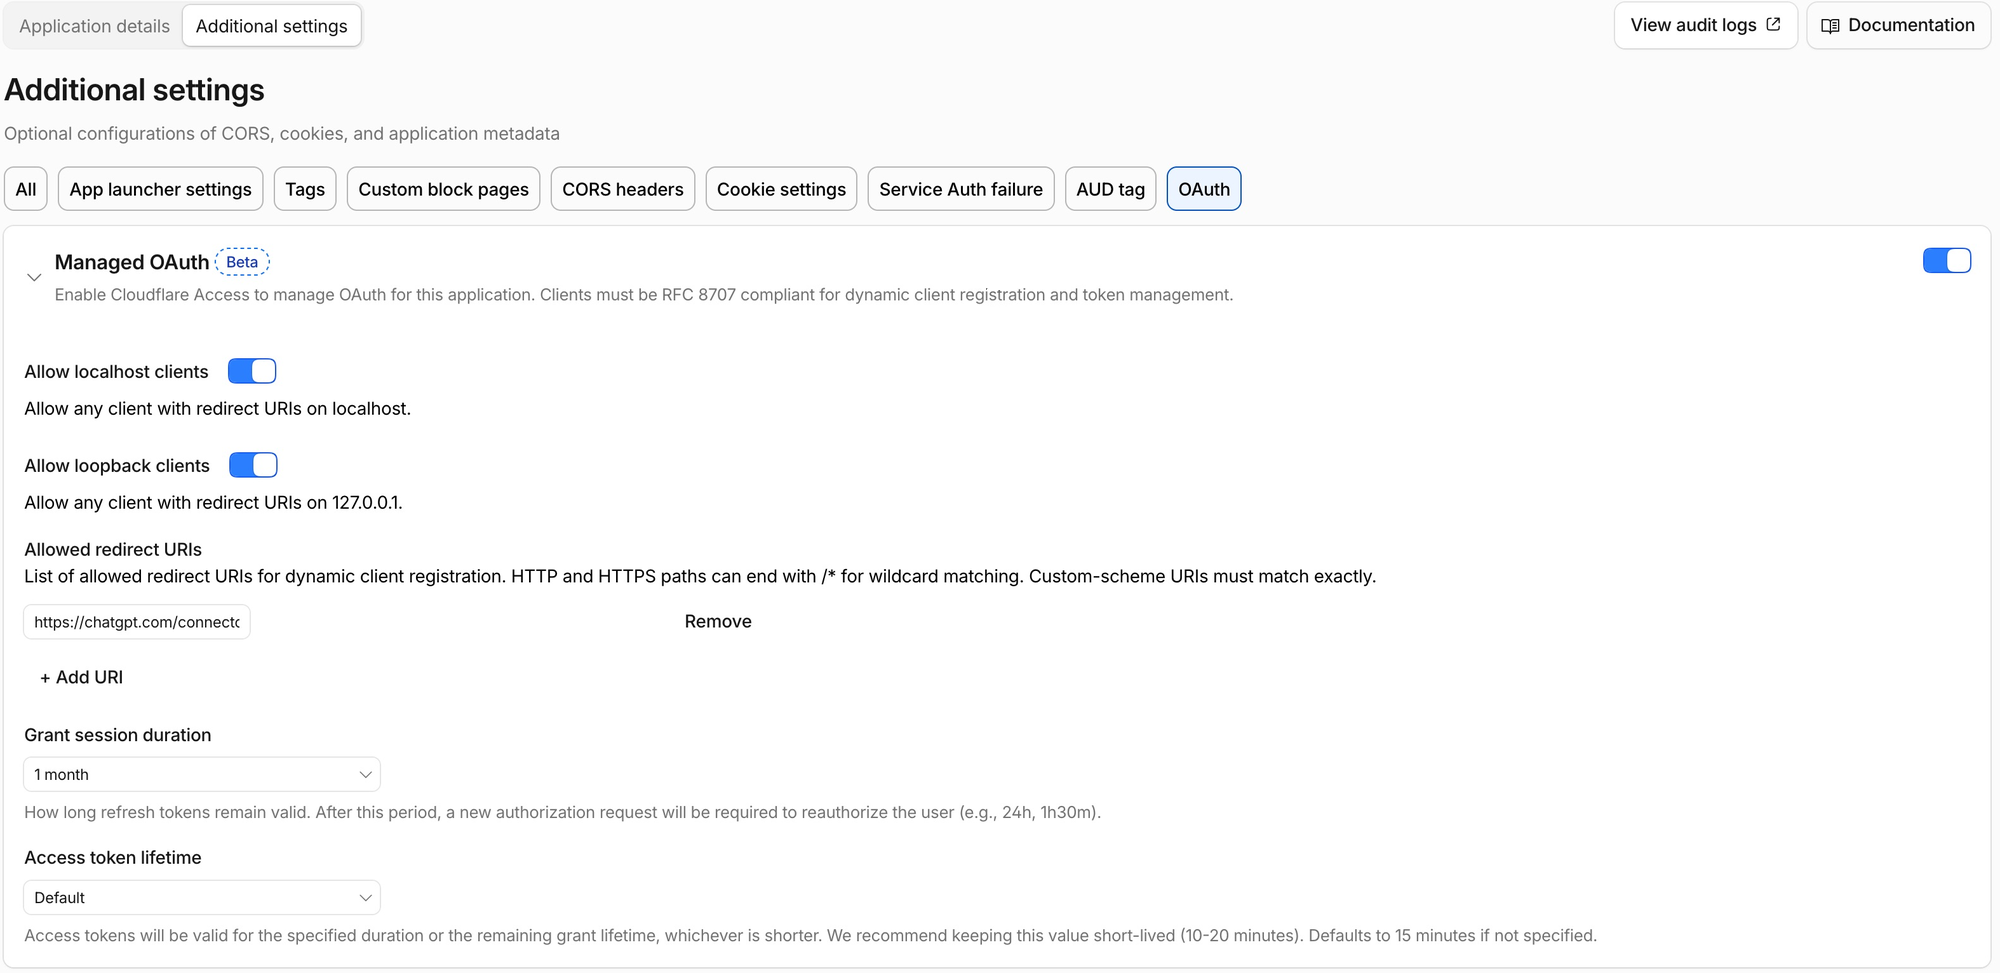 Application details
Additional settings
View audit logs
Documentation
Additional settings
Optional configurations of CORS, cookies, and application metadata
All
App launcher settings
Tags
Custom block pages
CORS headers
Cookie settings
Service Auth failure
AUD tag
OAuth
Managed OAuth Beta
Enable Cloudflare Access to manage OAuth for this application. Clients must be RFC 8707 compliant for dynamic client registration and token management.
Allow localhost clients
Allow any client with redirect URIs on localhost.
Allow loopback clients
Allow any client with redirect URIs on 127.0.0.1.
Allowed redirect URIs
List of allowed redirect URIs for dynamic client registration. HTTP and HTTPS paths can end with /* for wildcard matching. Custom-scheme URIs must match exactly.
https://chatgpt.com/connecto
Remove
+ Add URI
Grant session duration
1 month
How long refresh tokens remain valid. After this period, a new authorization request will be required to reauthorize the user (e.g., 24h, 1h30m).
Access token lifetime
Default
Access tokens will be valid for the specified duration or the remaining grant lifetime, whichever is shorter. We recommend keeping this value short-lived (10-20 minutes). Defaults to 15 minutes if not specified.